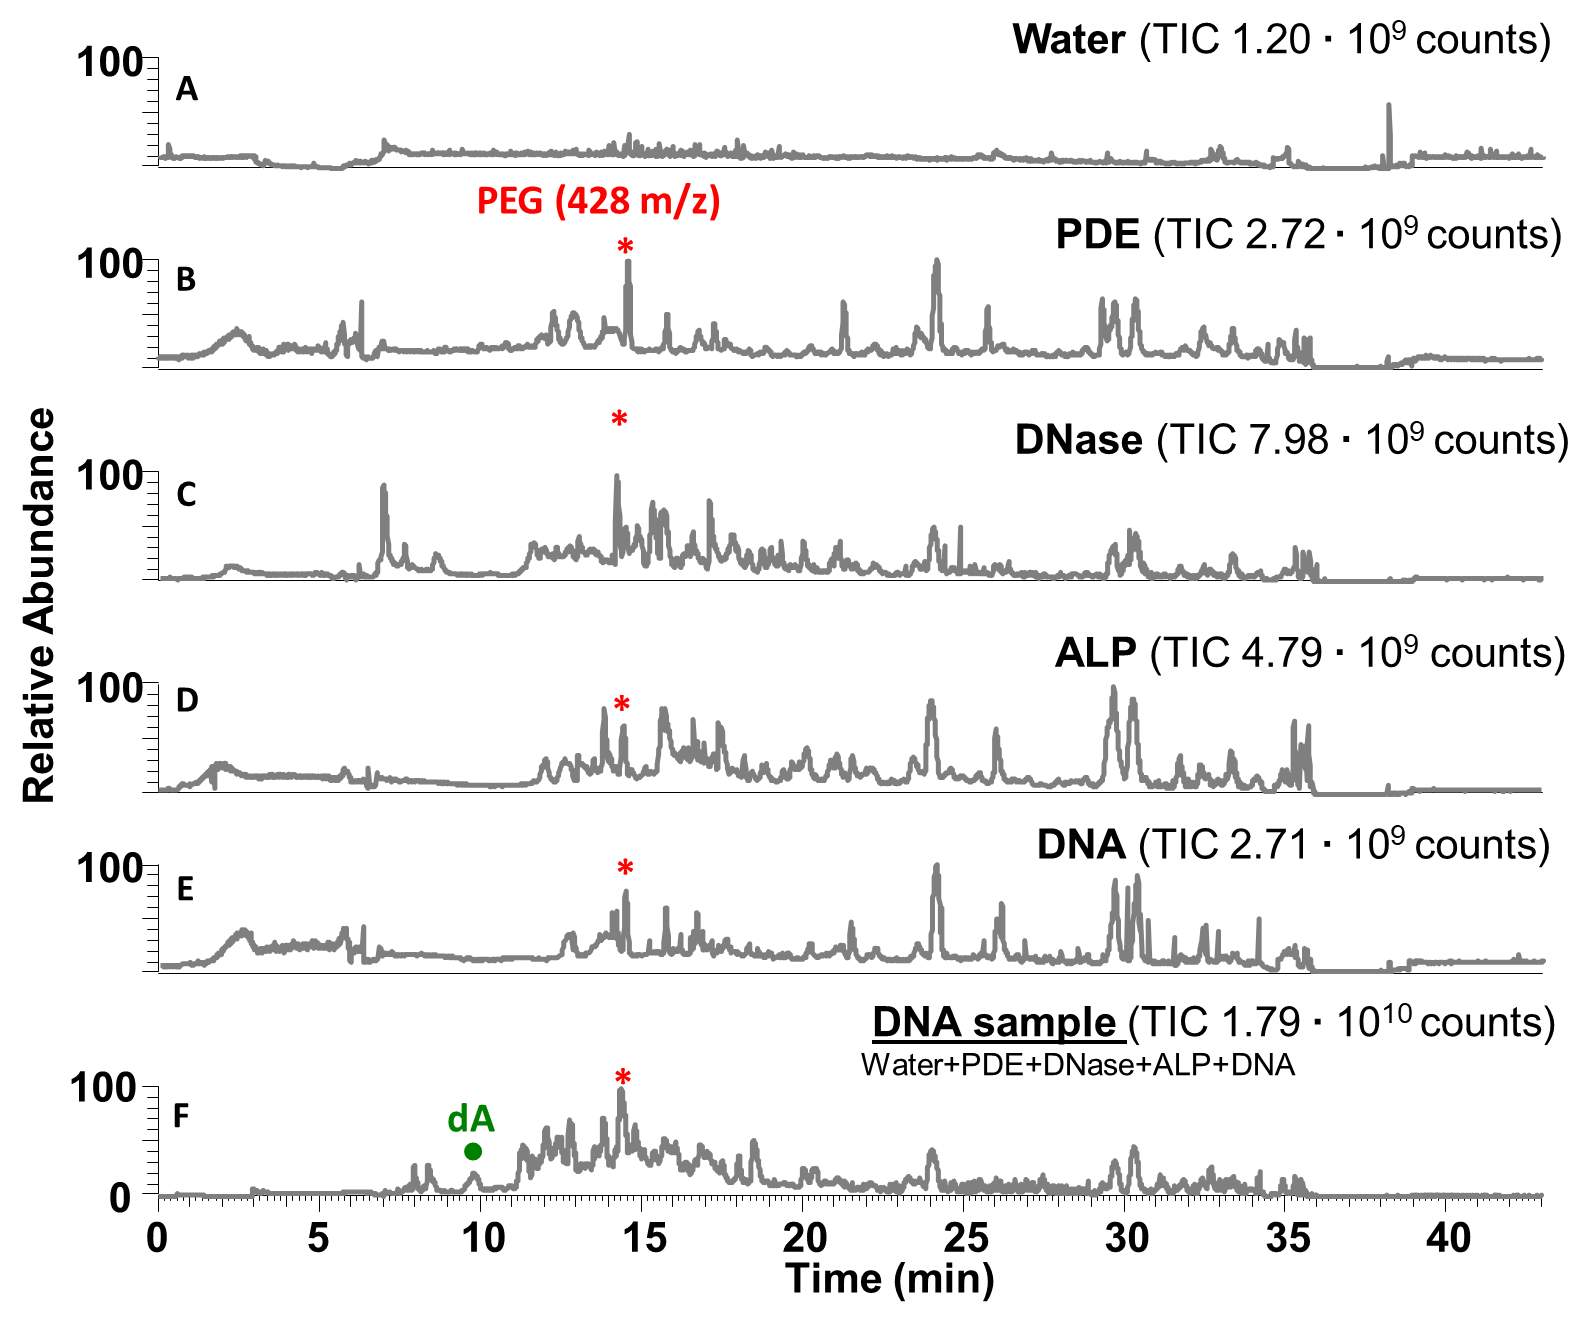 Water (TIC 1.20 · 10⁹ counts)
100
A
PEG (428 m/z)
*
PDE (TIC 2.72 · 10⁹ counts)
100
B
*
DNase (TIC 7.98 · 10⁹ counts)
100
C
Relative Abundance
ALP (TIC 4.79 · 10⁹ counts)
100
D
*
DNA (TIC 2.71 · 10⁹ counts)
100
E
*
DNA sample (TIC 1.79 · 10¹⁰ counts)
Water+PDE+DNase+ALP+DNA
*
100
F
dA
0
0 5 10 15 20 25 30 35 40
Time (min)